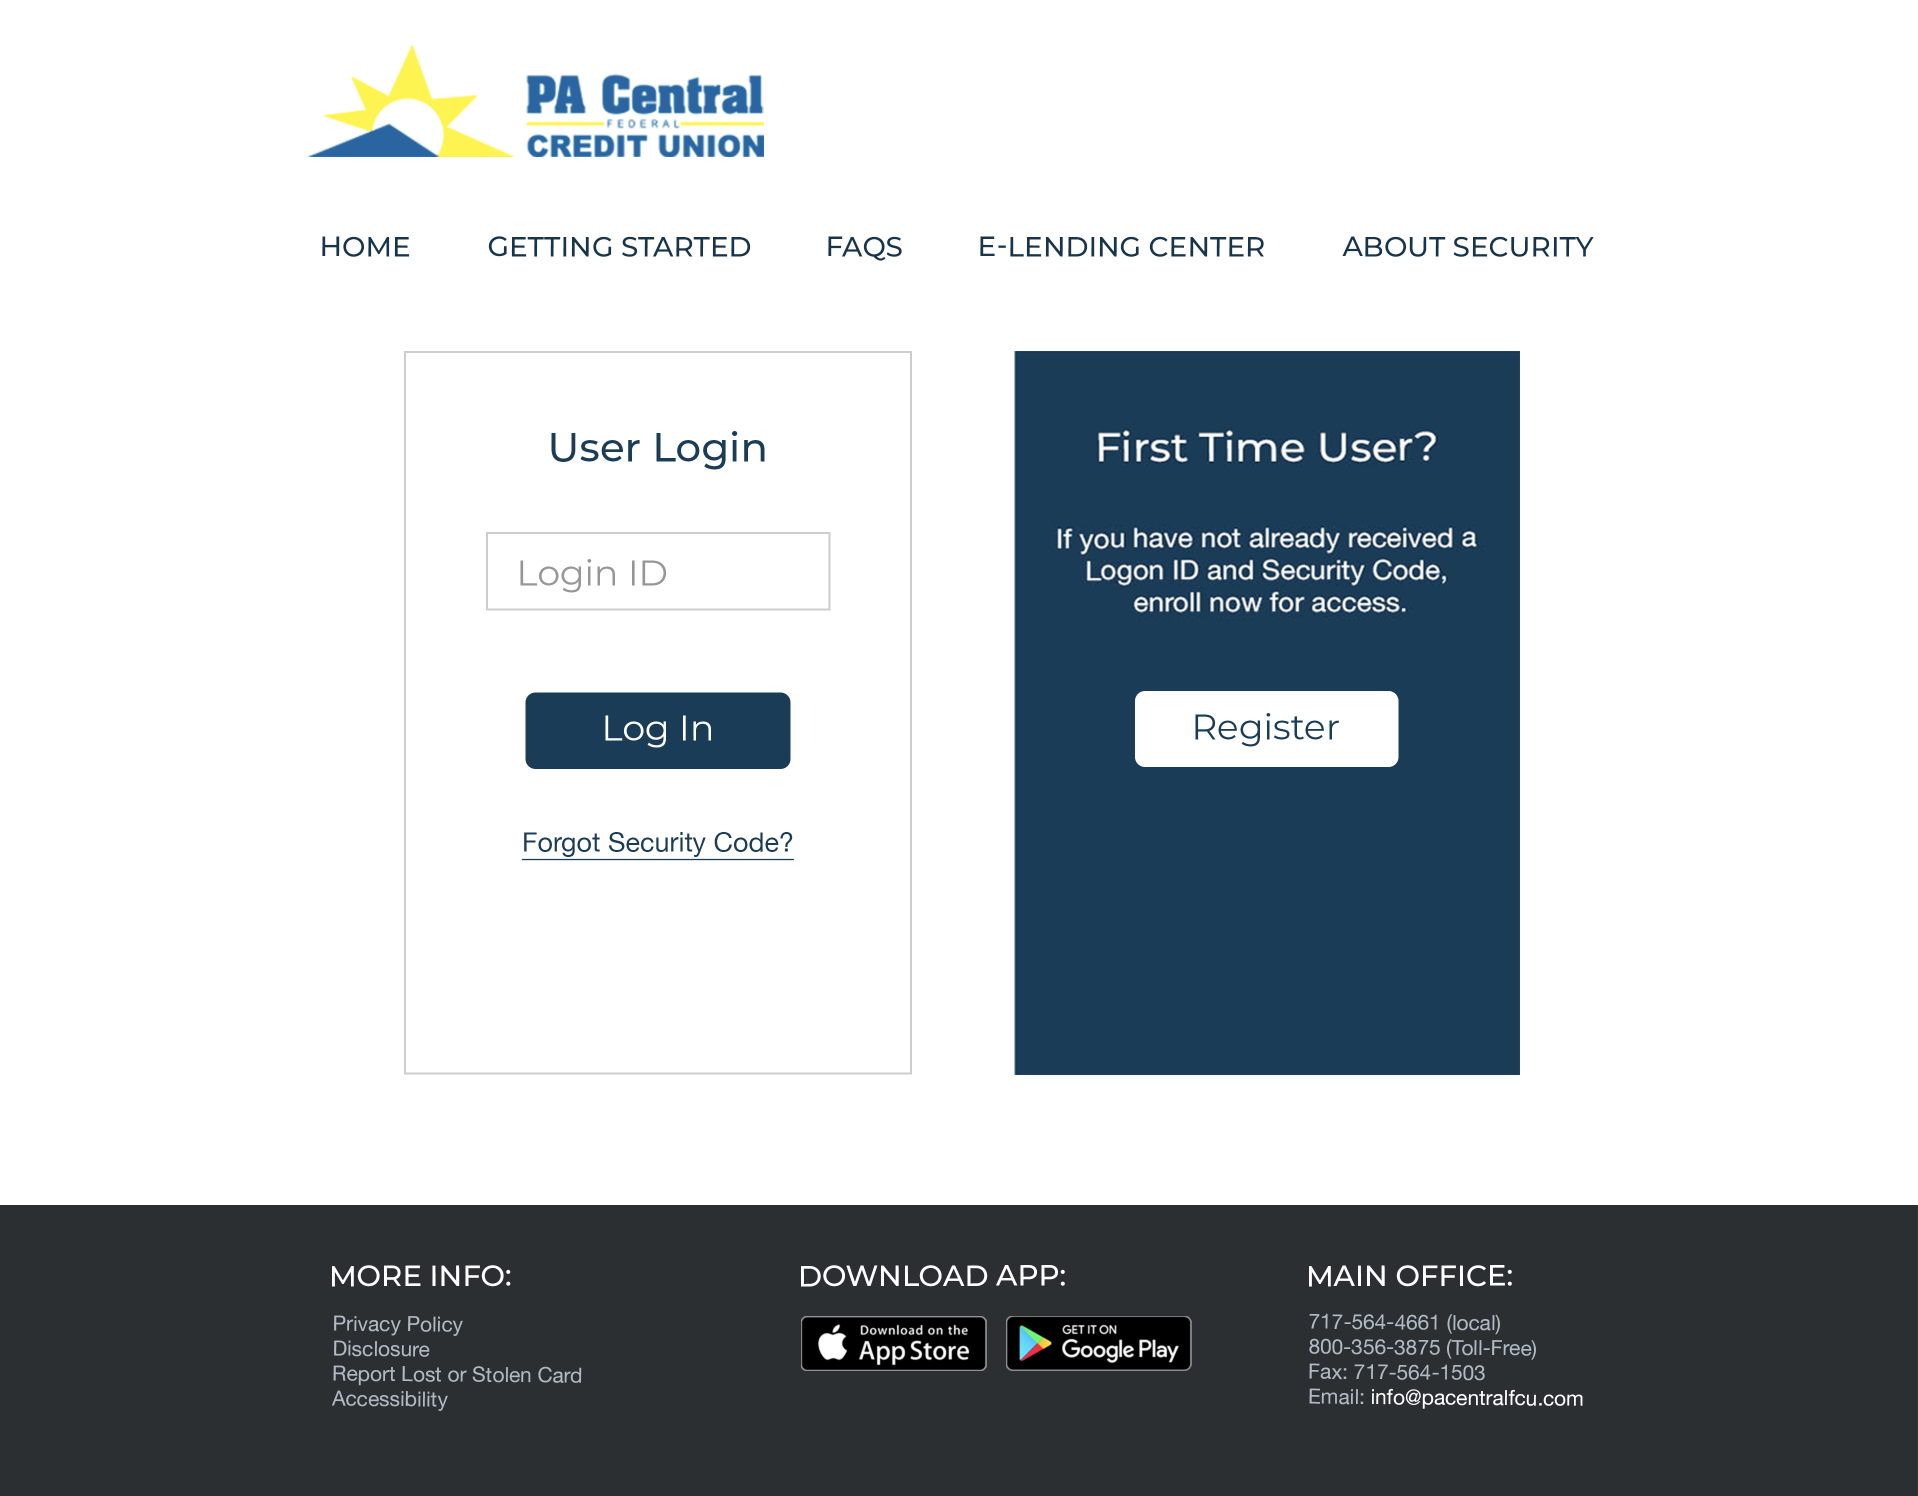 PA Central
FEDERAL
CREDIT UNION
HOME GETTING STARTED FAQS E-LENDING CENTER ABOUT SECURITY
User Login
Login ID
Log In
Forgot Security Code?
First Time User?
If you have not already received a
Logon ID and Security Code,
enroll now for access.
Register
MORE INFO:
Privacy Policy
Disclosure
Report Lost or Stolen Card
Accessibility
DOWNLOAD APP:
Download on the
App Store
GET IT ON
Google Play
MAIN OFFICE:
717-564-4661 (local)
800-356-3875 (Toll-Free)
Fax: 717-564-1503
Email: info@pacentralfcu.com